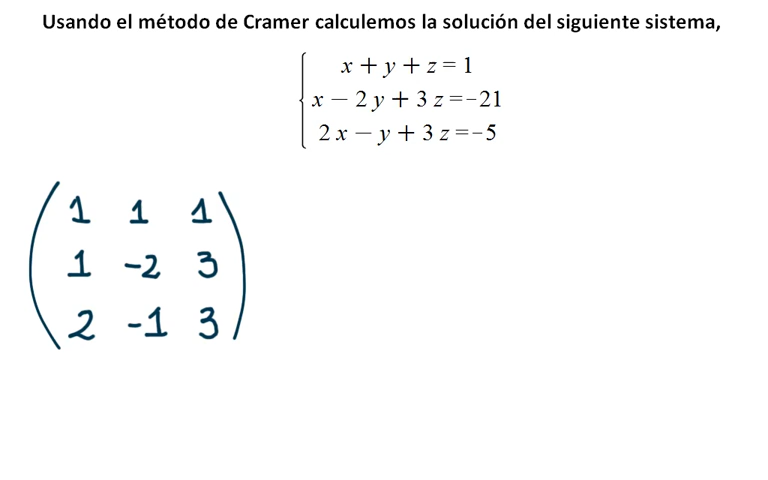 Usando el método de Cramer calculemos la solución del siguiente sistema,
x + y + z = 1
x − 2 y + 3 z = −21
2 x − y + 3 z = −5
1 1 1
1 -2 3
2 -1 3